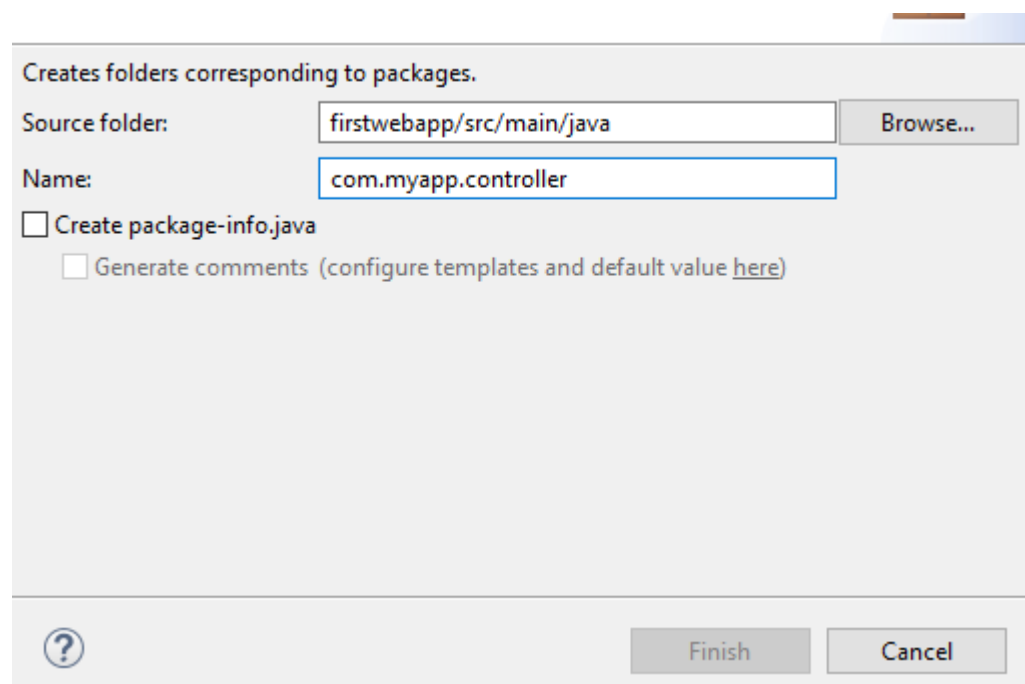 Creates folders corresponding to packages.
Source folder: firstwebapp/src/main/java Browse...
Name: com.myapp.controller
Create package-info.java
Generate comments (configure templates and default value here)
Finish Cancel